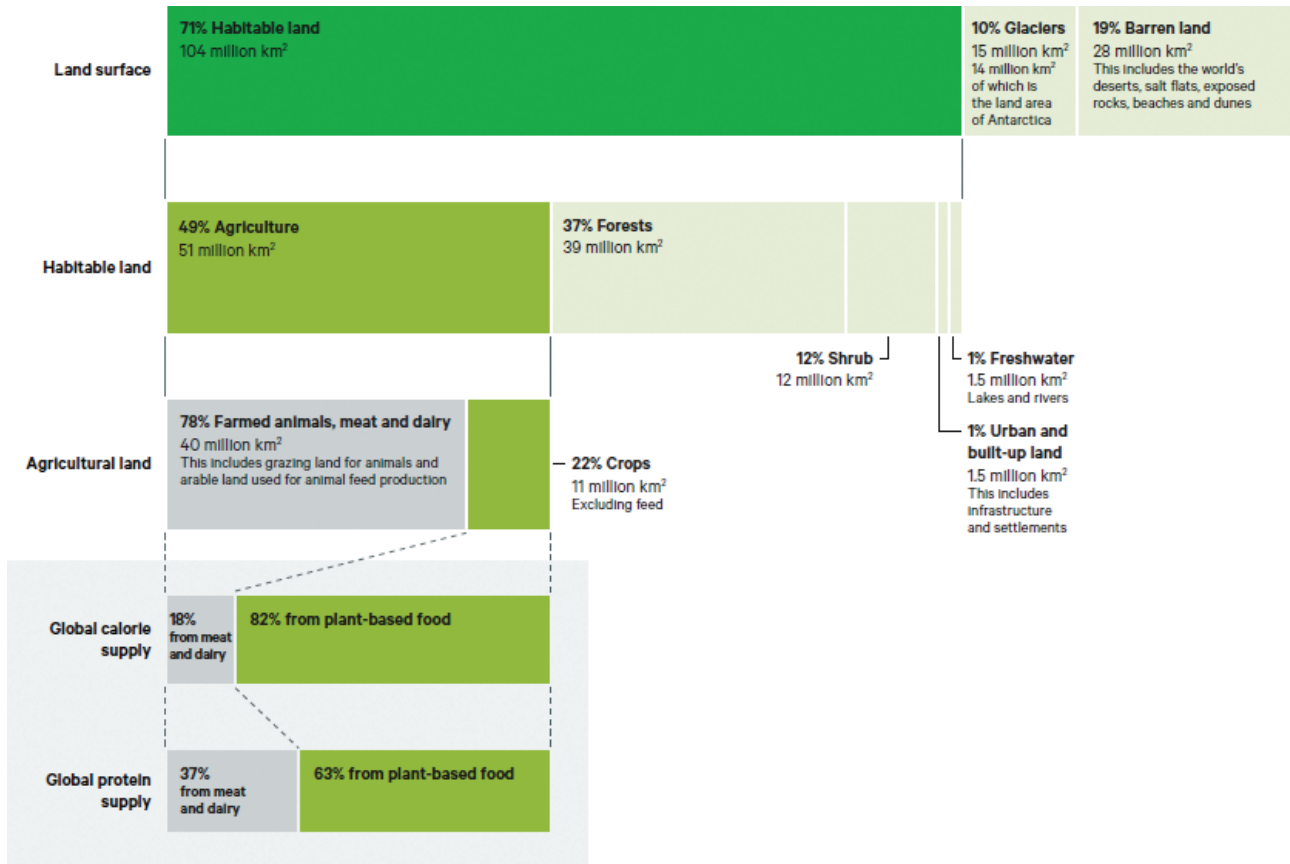 Land surface
71% Habitable land
104 million km²
10% Glaciers
15 million km²
14 million km²
of which is
the land area
of Antarctica
19% Barren land
28 million km²
This includes the world's
deserts, salt flats, exposed
rocks, beaches and dunes
Habitable land
49% Agriculture
51 million km²
37% Forests
39 million km²
12% Shrub
12 million km²
1% Freshwater
1.5 million km²
Lakes and rivers
1% Urban and
built-up land
1.5 million km²
This includes
infrastructure
and settlements
Agricultural land
78% Farmed animals, meat and dairy
40 million km²
This includes grazing land for animals and
arable land used for animal feed production
22% Crops
11 million km²
Excluding feed
Global calorie
supply
18%
from meat
and dairy
82% from plant-based food
Global protein
supply
37%
from meat
and dairy
63% from plant-based food